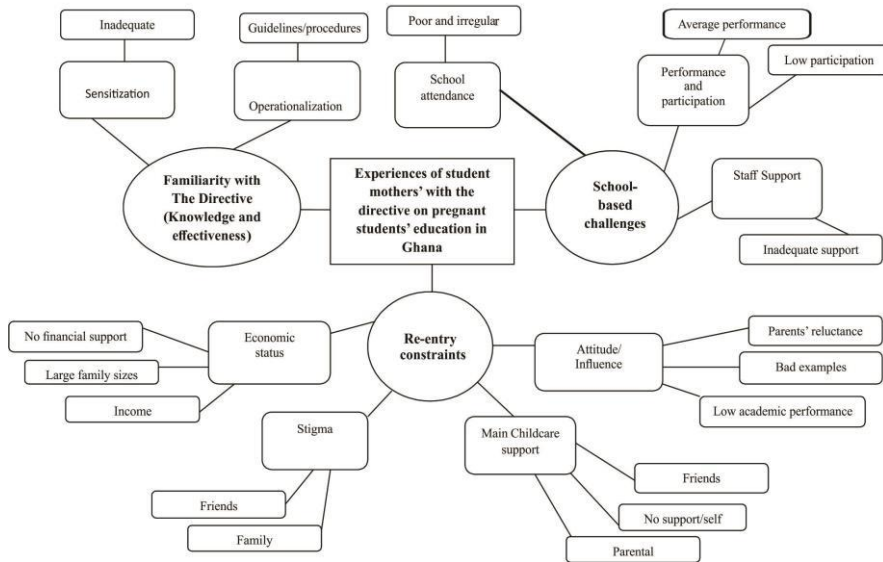 Inadequate
Guidelines/procedures
Poor and irregular
Average performance
Sensitization
Operationalization
School
attendance
Performance
and
participation
Low participation
Familiarity with
The Directive
(Knowledge and
effectiveness)
Experiences of student
mothers’ with the
directive on pregnant
students’ education in
Ghana
School-
based
challenges
Staff Support
Inadequate support
No financial support
Large family sizes
Income
Economic
status
Re-entry
constraints
Attitude/
Influence
Parents’ reluctance
Bad examples
Low academic performance
Stigma
Friends
Family
Main Childcare
support
Friends
No support/self
Parental